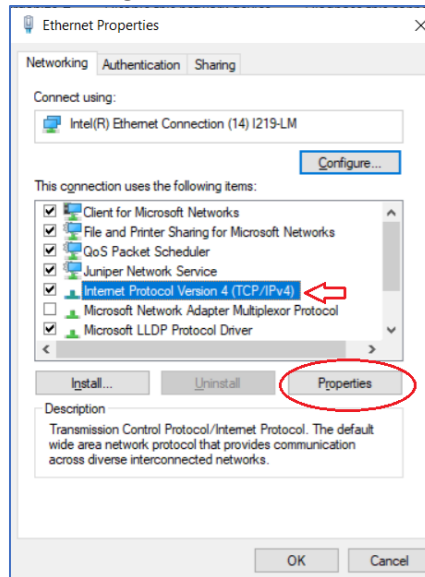 Ethernet Properties
Networking Authentication Sharing
Connect using:
Intel(R) Ethernet Connection (14) I219-LM
Configure...
This connection uses the following items:
Client for Microsoft Networks
File and Printer Sharing for Microsoft Networks
QoS Packet Scheduler
Juniper Network Service
Internet Protocol Version 4 (TCP/IPv4)
Microsoft Network Adapter Multiplexor Protocol
Microsoft LLDP Protocol Driver
Install... Uninstall Properties
Description
Transmission Control Protocol/Internet Protocol. The default
wide area network protocol that provides communication
across diverse interconnected networks.
OK Cancel